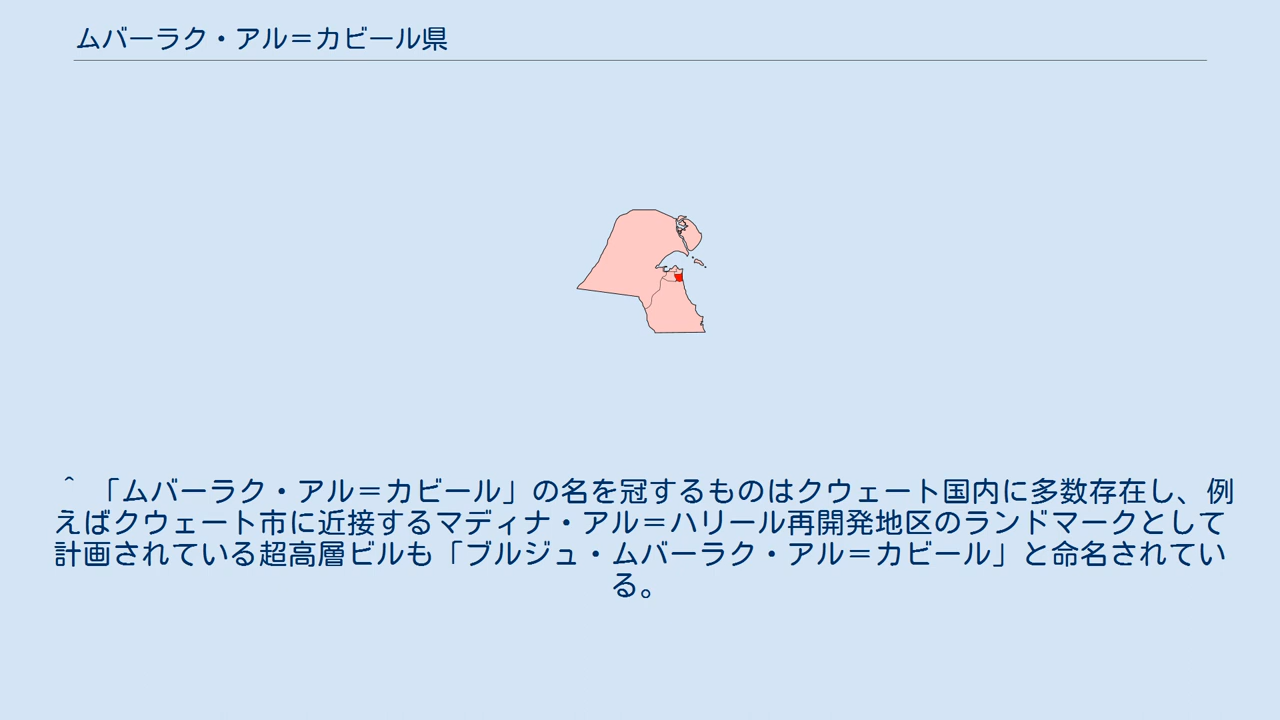 ムバーラク・アル＝カビール県
^ 「ムバーラク・アル＝カビール」の名を冠するものはクウェート国内に多数存在し、例
えばクウェート市に近接するマディナ・アル＝ハリール再開発地区のランドマークとして
計画されている超高層ビルも「ブルジュ・ムバーラク・アル＝カビール」と命名されてい
る。